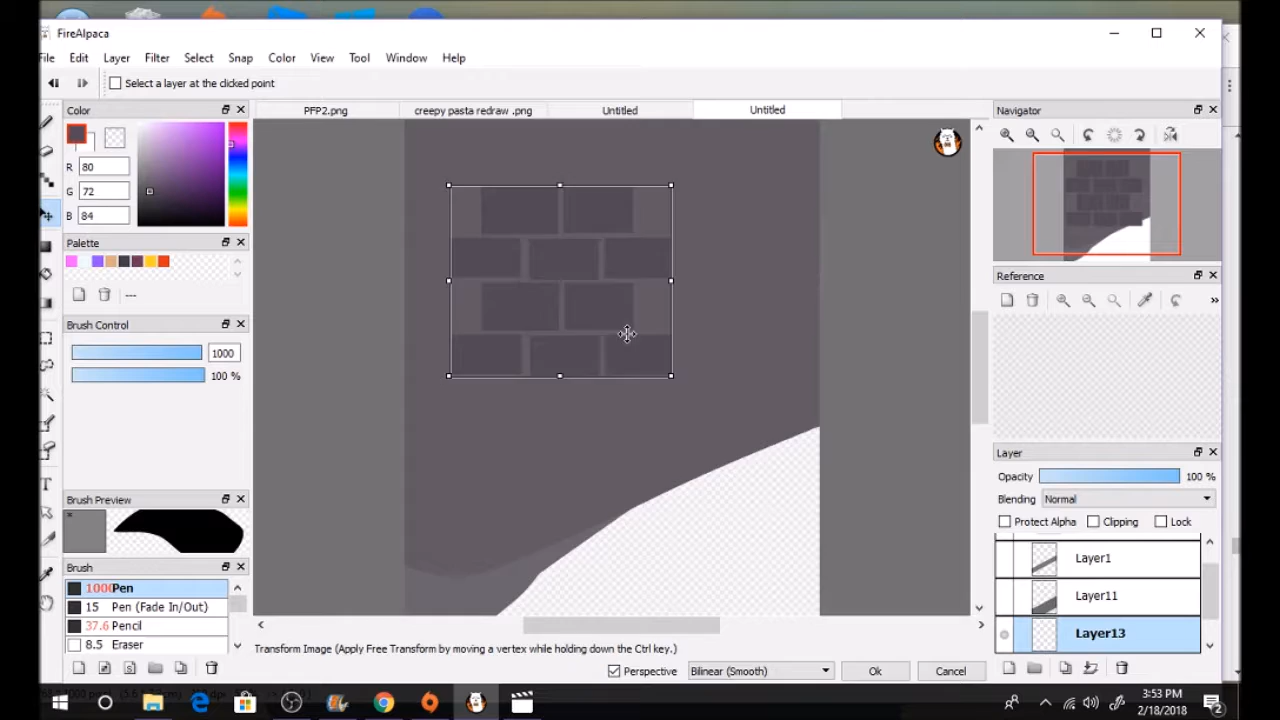 FireAlpaca
File Edit Layer Filter Select Snap Color View Tool Window Help
Select a layer at the clicked point
Color
PFP2.png creepy pasta redraw .png Untitled Untitled
Navigator
R 80
G 72
B 84
Palette
---
Reference
Brush Control
1000
100 %
Layer
Opacity 100 %
Blending Normal
Protect Alpha Clipping Lock
Brush Preview
Layer1
Brush
Layer11
1000 Pen
15 Pen (Fade In/Out)
37.6 Pencil
Layer13
8.5 Eraser
Transform Image (Apply Free Transform by moving a vertex while holding down the Ctrl key.)
Perspective Bilinear (Smooth) Ok Cancel
3:53 PM
2/18/2018
2